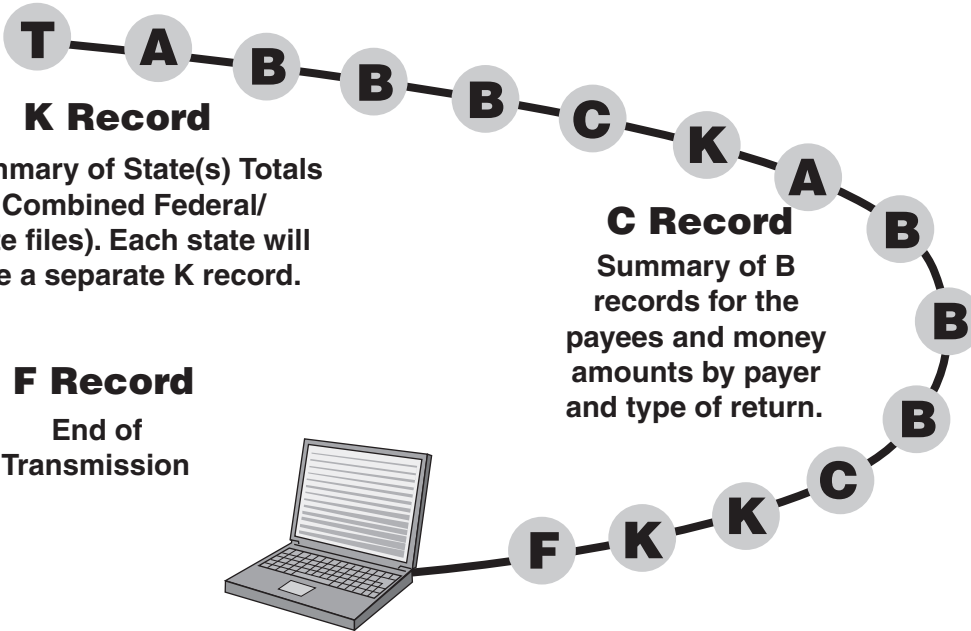 T A B B B C K A B B B C K K F
K Record
mmary of State(s) Totals
Combined Federal/
e files). Each state will
e a separate K record.
C Record
Summary of B
records for the
payees and money
amounts by payer
and type of return.
F Record
End of
Transmission